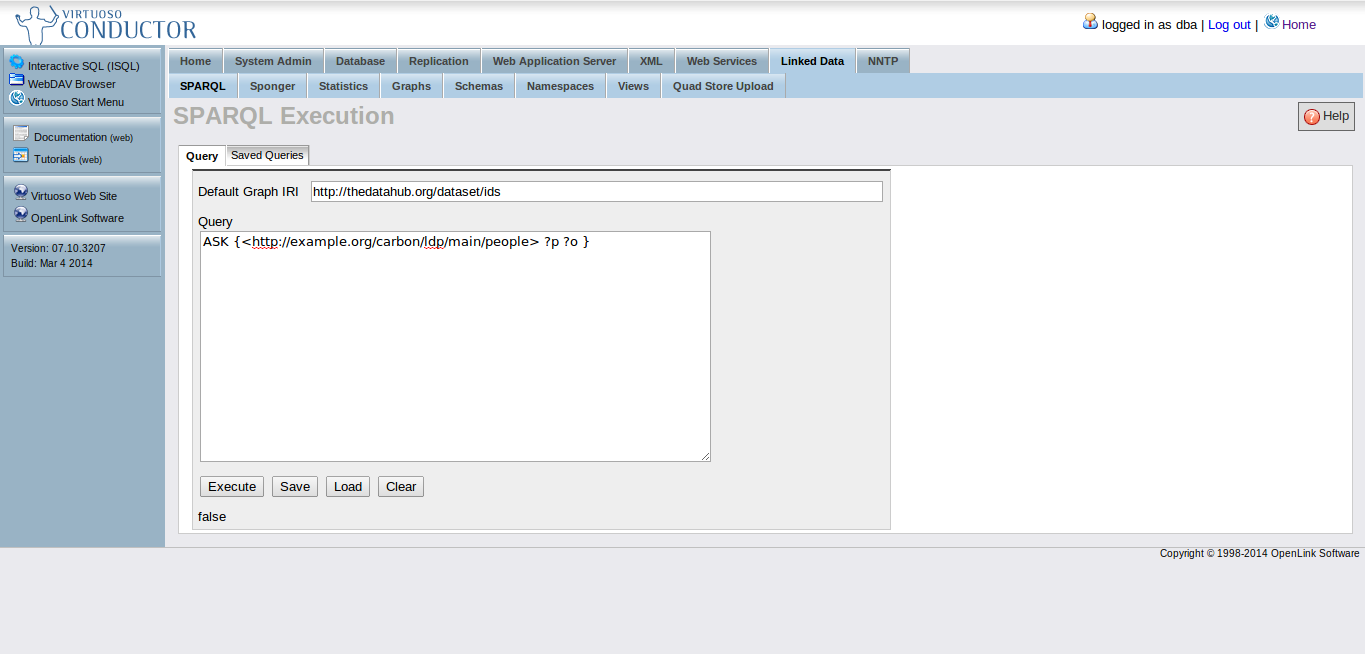 VIRTUOSO
CONDUCTOR
logged in as dba | Log out | Home
Interactive SQL (ISQL)
WebDAV Browser
Virtuoso Start Menu
Documentation (web)
Tutorials (web)
Virtuoso Web Site
OpenLink Software
Version: 07.10.3207
Build: Mar 4 2014
Home System Admin Database Replication Web Application Server XML Web Services Linked Data NNTP
SPARQL Sponger Statistics Graphs Schemas Namespaces Views Quad Store Upload
SPARQL Execution
? Help
Query Saved Queries
Default Graph IRI http://thedatahub.org/dataset/ids
Query
ASK {<http://example.org/carbon/ldp/main/people> ?p ?o }
Execute Save Load Clear
false
Copyright © 1998-2014 OpenLink Software